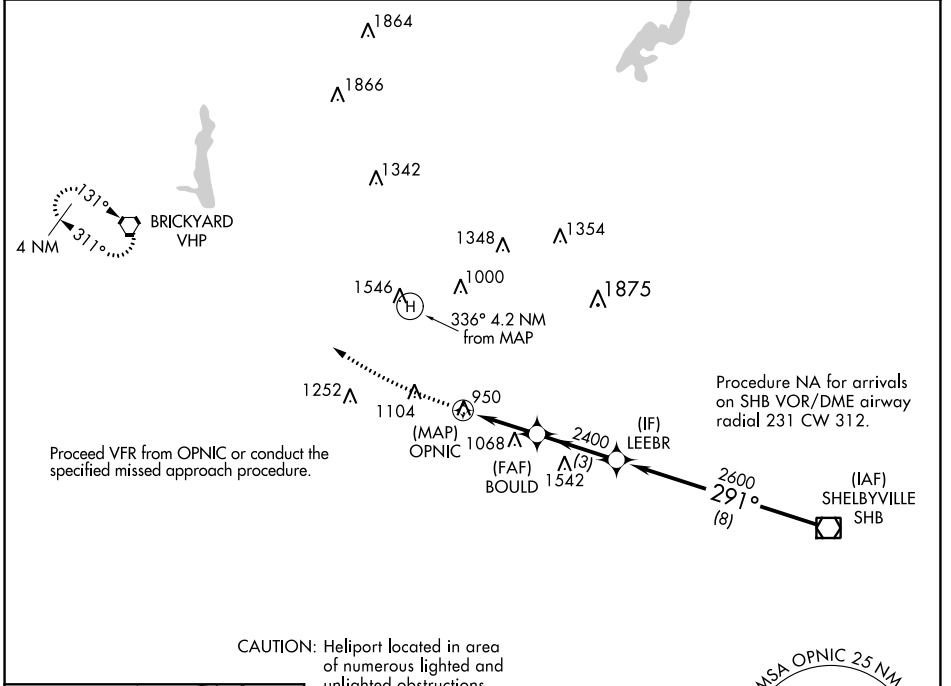 1864
1866
1342
131°
BRICKYARD
VHP
4 NM
311°
1348
1354
1546
1000
1875
H
336° 4.2 NM
from MAP
1252
1104
950
Procedure NA for arrivals
on SHB VOR/DME airway
radial 231 CW 312.
(MAP)
OPNIC
1068
2400
(IF)
LEEBR
Proceed VFR from OPNIC or conduct the
specified missed approach procedure.
(FAF)
BOULD
1542
(3)
2600
291°
(8)
(IAF)
SHELBYVILLE
SHB
CAUTION: Heliport located in area
of numerous lighted and
unlighted obstructions
MSA OPNIC 25 NM